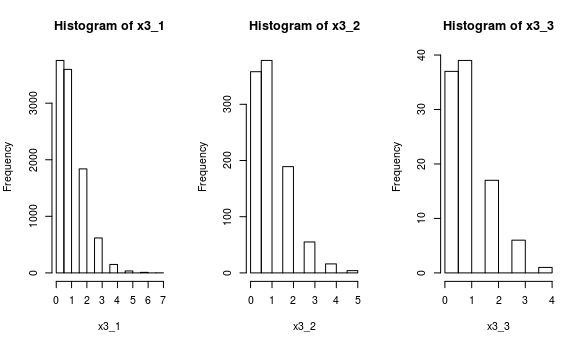 Histogram of x3_1
Frequency
3000
2000
1000
0
0 1 2 3 4 5 6 7
x3_1
Histogram of x3_2
Frequency
300
200
100
0
0 1 2 3 4 5
x3_2
Histogram of x3_3
Frequency
40
30
20
10
0
0 1 2 3 4
x3_3